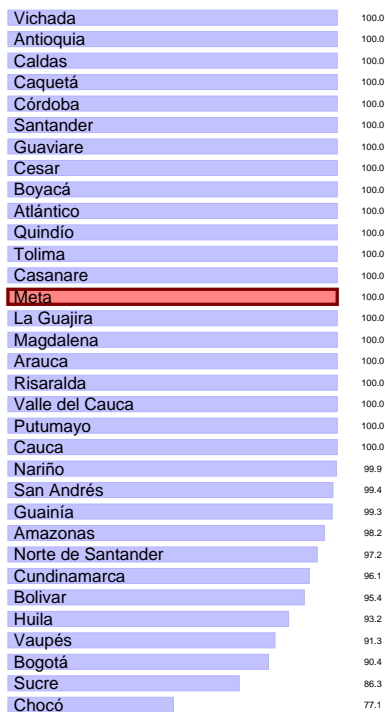 Vichada 100.0
Antioquia 100.0
Caldas 100.0
Caquetá 100.0
Córdoba 100.0
Santander 100.0
Guaviare 100.0
Cesar 100.0
Boyacá 100.0
Atlántico 100.0
Quindío 100.0
Tolima 100.0
Casanare 100.0
Meta 100.0
La Guajira 100.0
Magdalena 100.0
Arauca 100.0
Risaralda 100.0
Valle del Cauca 100.0
Putumayo 100.0
Cauca 100.0
Nariño 99.9
San Andrés 99.4
Guainía 99.3
Amazonas 98.2
Norte de Santander 97.2
Cundinamarca 96.1
Bolivar 95.4
Huila 93.2
Vaupés 91.3
Bogotá 90.4
Sucre 86.3
Chocó 77.1